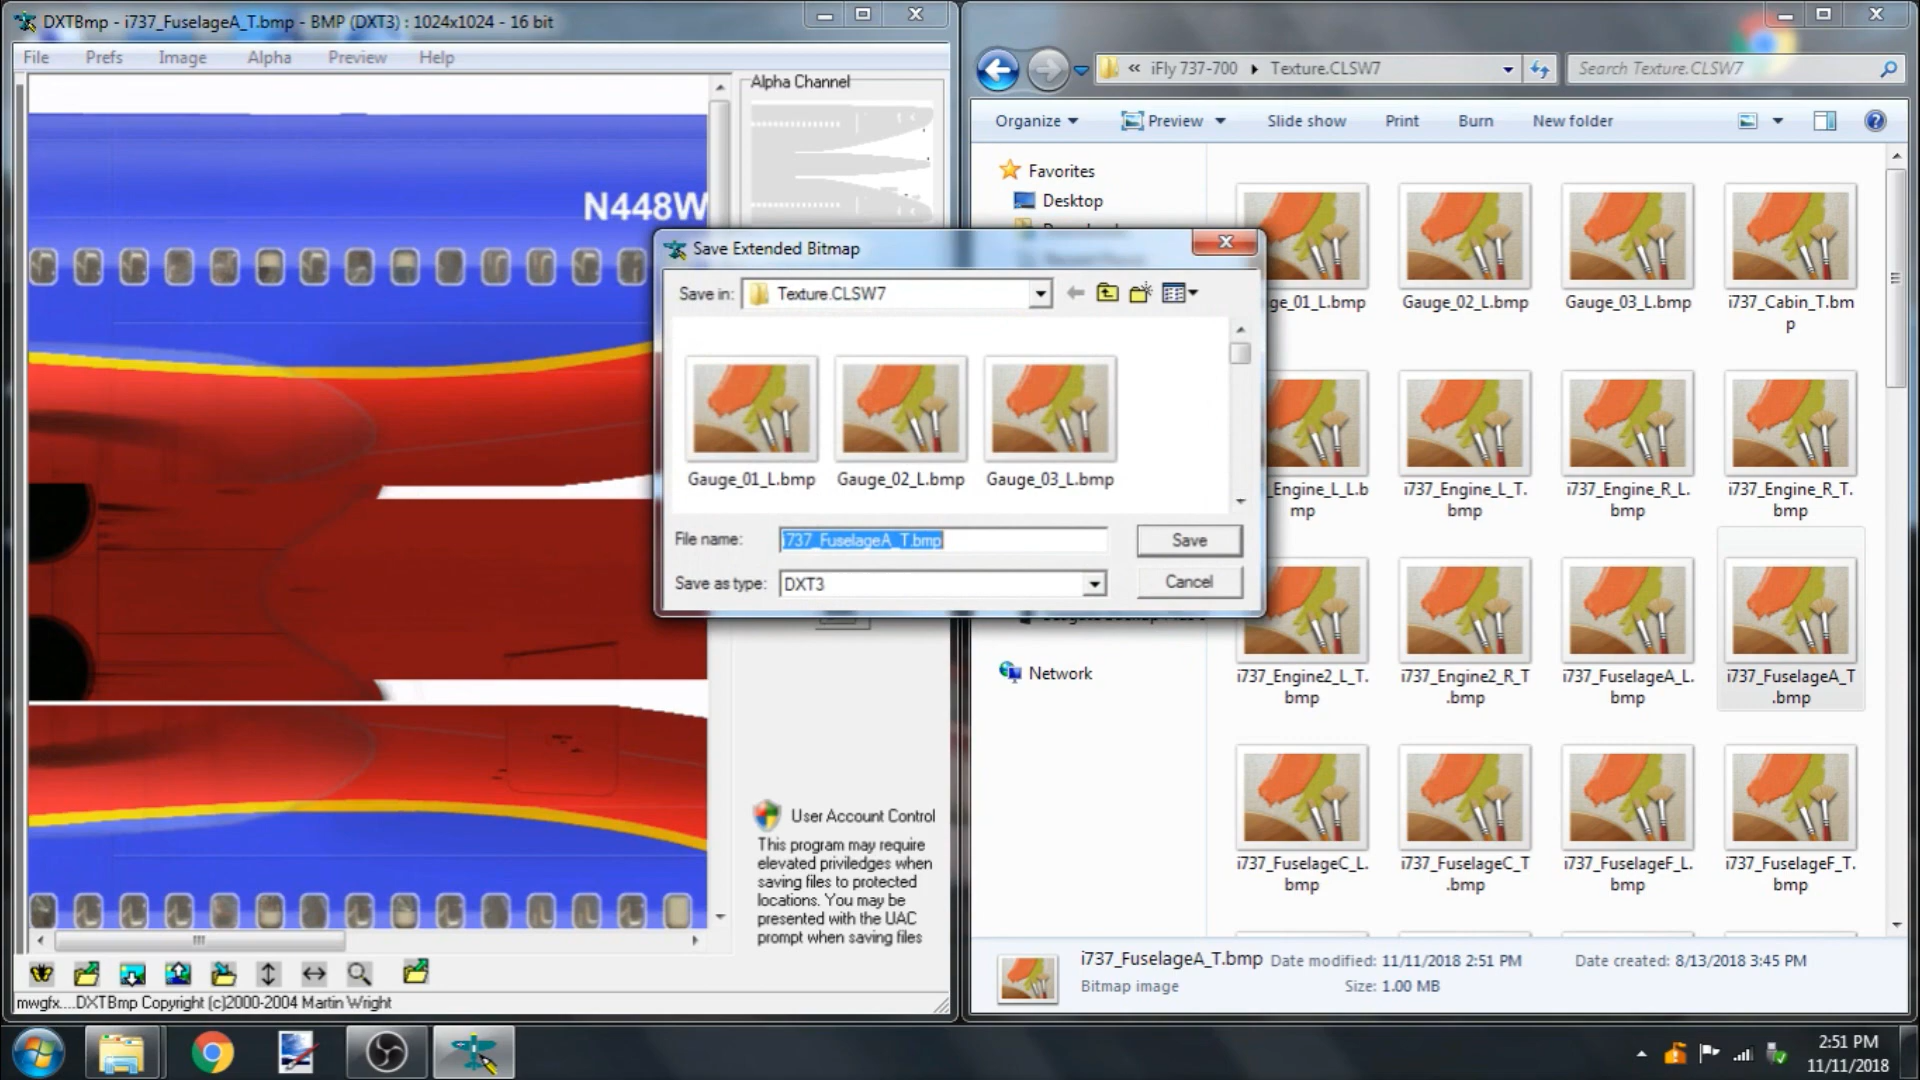 DXTBmp - i737_FuselageA_T.bmp - BMP (DXT3) : 1024x1024 - 16 bit
File Prefs Image Alpha Preview Help
Alpha Channel
N448W
« iFly 737-700 Texture.CLSW7
Search Texture.CLSW7
Organize Preview Slide show Print Burn New folder
Favorites
Desktop
Network
Save Extended Bitmap
Save in: Texture.CLSW7
Gauge_01_L.bmp Gauge_02_L.bmp Gauge_03_L.bmp
File name: i737_FuselageA_T.bmp Save
Save as type: DXT3 Cancel
ge_01_L.bmp Gauge_02_L.bmp Gauge_03_L.bmp i737_Cabin_T.bm
p
_Engine_L_L.b i737_Engine_L_T. i737_Engine_R_L. i737_Engine_R_T.
mp bmp bmp bmp
i737_Engine2_L_T. i737_Engine2_R_T i737_FuselageA_L. i737_FuselageA_T
bmp .bmp bmp .bmp
i737_FuselageC_L. i737_FuselageC_T i737_FuselageF_L. i737_FuselageF_T.
bmp .bmp bmp bmp
User Account Control
This program may require
elevated priviledges when
saving files to protected
locations. You may be
presented with the UAC
prompt when saving files
i737_FuselageA_T.bmp Date modified: 11/11/2018 2:51 PM Date created: 8/13/2018 3:45 PM
Bitmap image Size: 1.00 MB
mwgfx....DXTBmp Copyright (c)2000-2004 Martin Wright
2:51 PM
11/11/2018